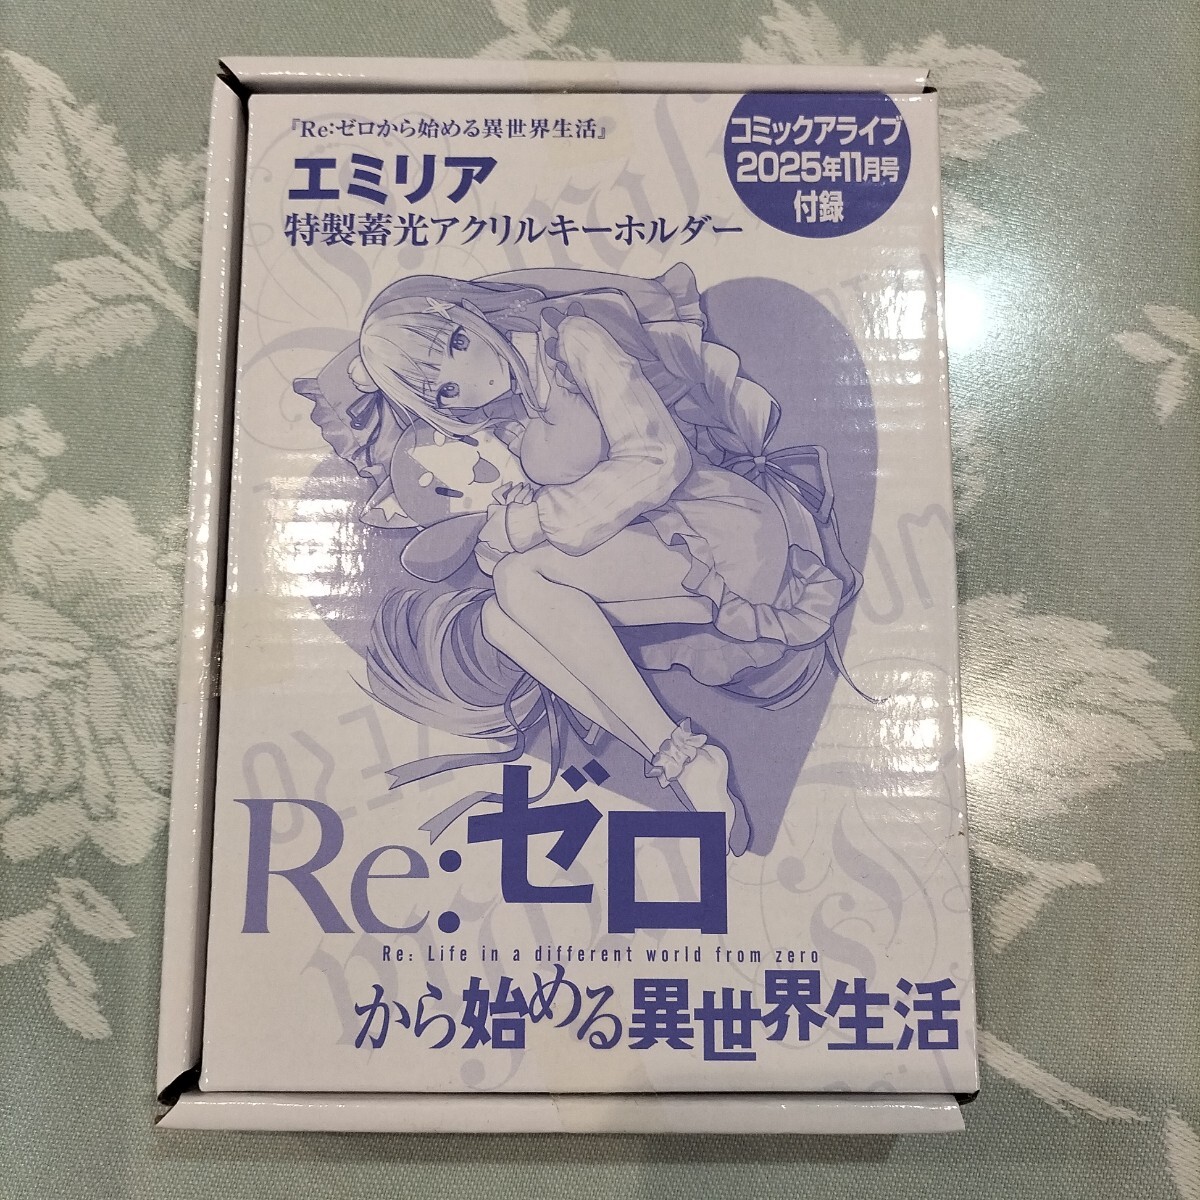 『Re:ゼロから始める異世界生活』
エミリア
特製蓄光アクリルキーホルダー
コミックアライブ
2025年11月号
付録
Re:ゼロ
Re: Life in a different world from zero
から始める異世界生活